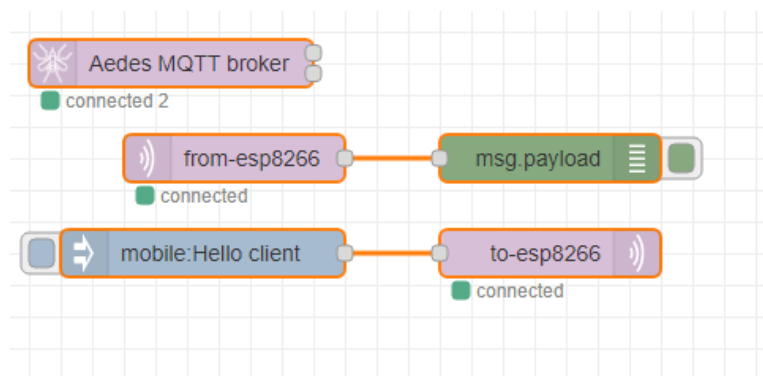 Aedes MQTT broker
connected 2
from-esp8266 msg.payload
connected
mobile:Hello client to-esp8266
connected